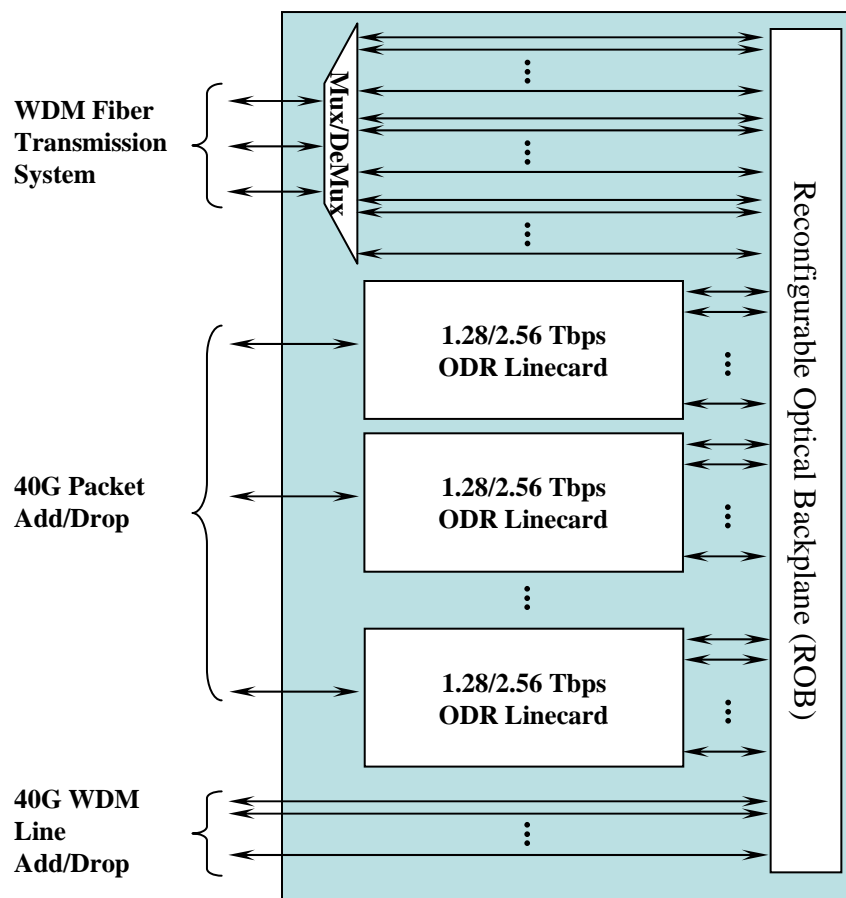 WDM Fiber
Transmission
System
Mux/DeMux
Reconfigurable Optical Backplane (ROB)
1.28/2.56 Tbps
ODR Linecard
40G Packet
Add/Drop
1.28/2.56 Tbps
ODR Linecard
1.28/2.56 Tbps
ODR Linecard
40G WDM
Line
Add/Drop